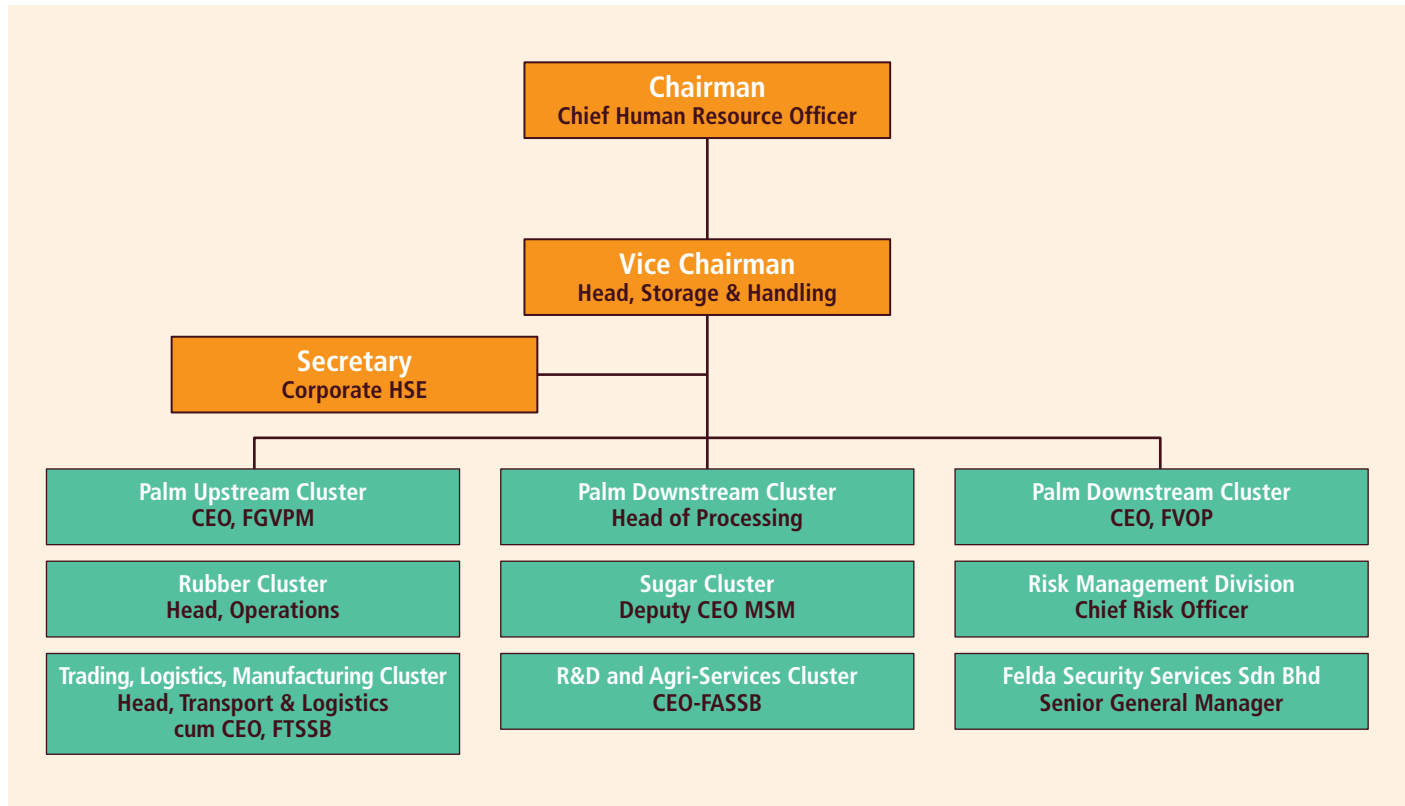 Chairman
Chief Human Resource Officer
Vice Chairman
Head, Storage & Handling
Secretary
Corporate HSE
Palm Upstream Cluster
CEO, FGVPM
Palm Downstream Cluster
Head of Processing
Palm Downstream Cluster
CEO, FVOP
Rubber Cluster
Head, Operations
Sugar Cluster
Deputy CEO MSM
Risk Management Division
Chief Risk Officer
Trading, Logistics, Manufacturing Cluster
Head, Transport & Logistics
cum CEO, FTSSB
R&D and Agri-Services Cluster
CEO-FASSB
Felda Security Services Sdn Bhd
Senior General Manager